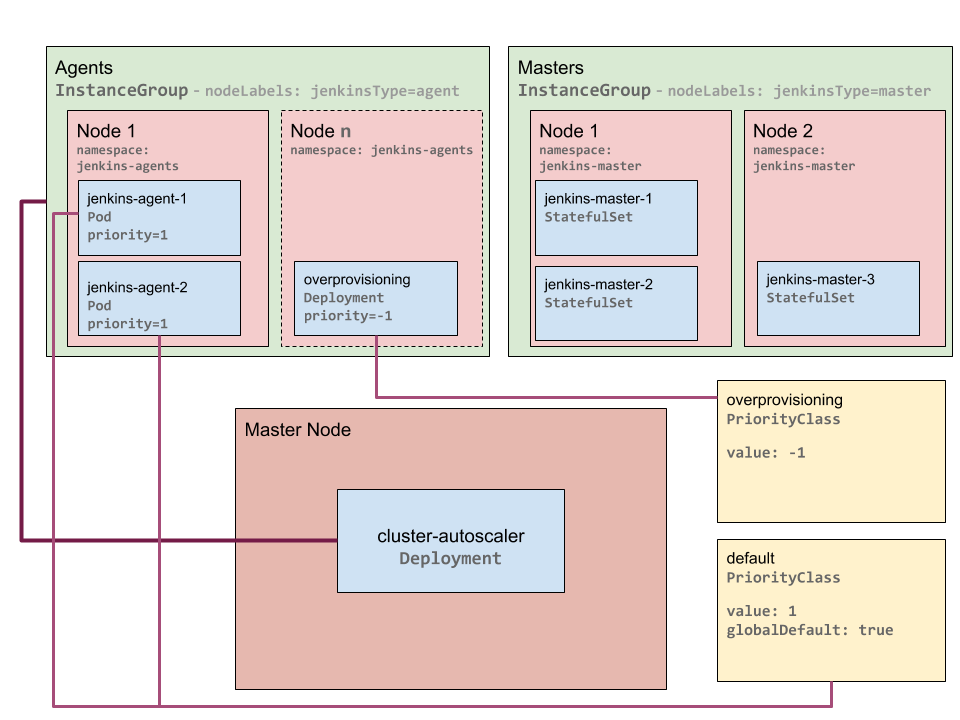 Agents
InstanceGroup - nodeLabels: jenkinsType=agent
Node 1
namespace:
jenkins-agents
jenkins-agent-1
Pod
priority=1
jenkins-agent-2
Pod
priority=1
Node n
namespace: jenkins-agents
overprovisioning
Deployment
priority=-1
Masters
InstanceGroup - nodeLabels: jenkinsType=master
Node 1
namespace:
jenkins-master
jenkins-master-1
StatefulSet
jenkins-master-2
StatefulSet
Node 2
namespace:
jenkins-master
jenkins-master-3
StatefulSet
Master Node
cluster-autoscaler
Deployment
overprovisioning
PriorityClass
value: -1
default
PriorityClass
value: 1
globalDefault: true